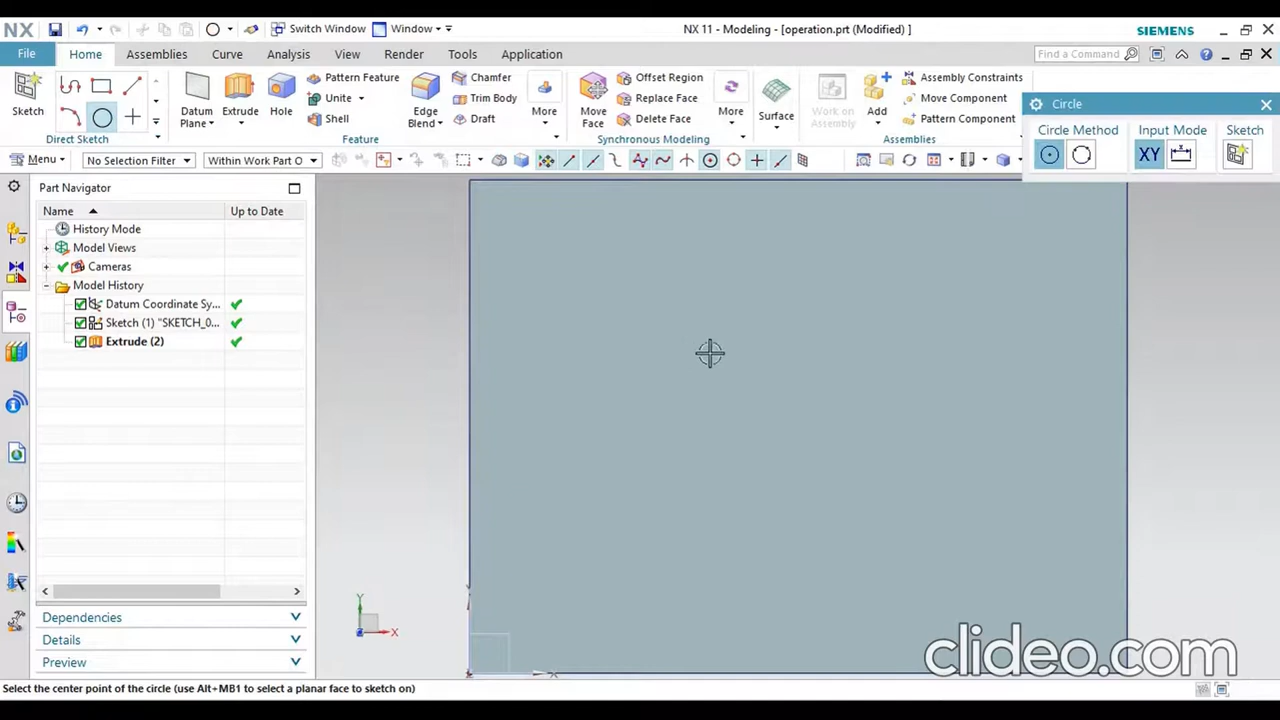 NX
Switch Window
Window
NX 11 - Modeling - [operation.prt (Modified) ]
SIEMENS
File
Home
Assemblies
Curve
Analysis
View
Render
Tools
Application
Find a Command
Sketch
Direct Sketch
Datum
Plane
Extrude
Hole
Pattern Feature
Unite
Shell
Edge
Blend
Chamfer
Trim Body
Draft
More
Feature
Move
Face
Offset Region
Replace Face
Delete Face
More
Synchronous Modeling
Surface
Work on
Assembly
Add
Assembly Constraints
Move Component
Pattern Component
Assemblies
Circle
Circle Method
Input Mode
Sketch
XY
Menu
No Selection Filter
Within Work Part O
Part Navigator
Name
Up to Date
History Mode
Model Views
Cameras
Model History
Datum Coordinate Sy...
Sketch (1) "SKETCH_0...
Extrude (2)
Dependencies
Details
Preview
Y
X
X
clideo.com
Select the center point of the circle (use Alt+MB1 to select a planar face to sketch on)